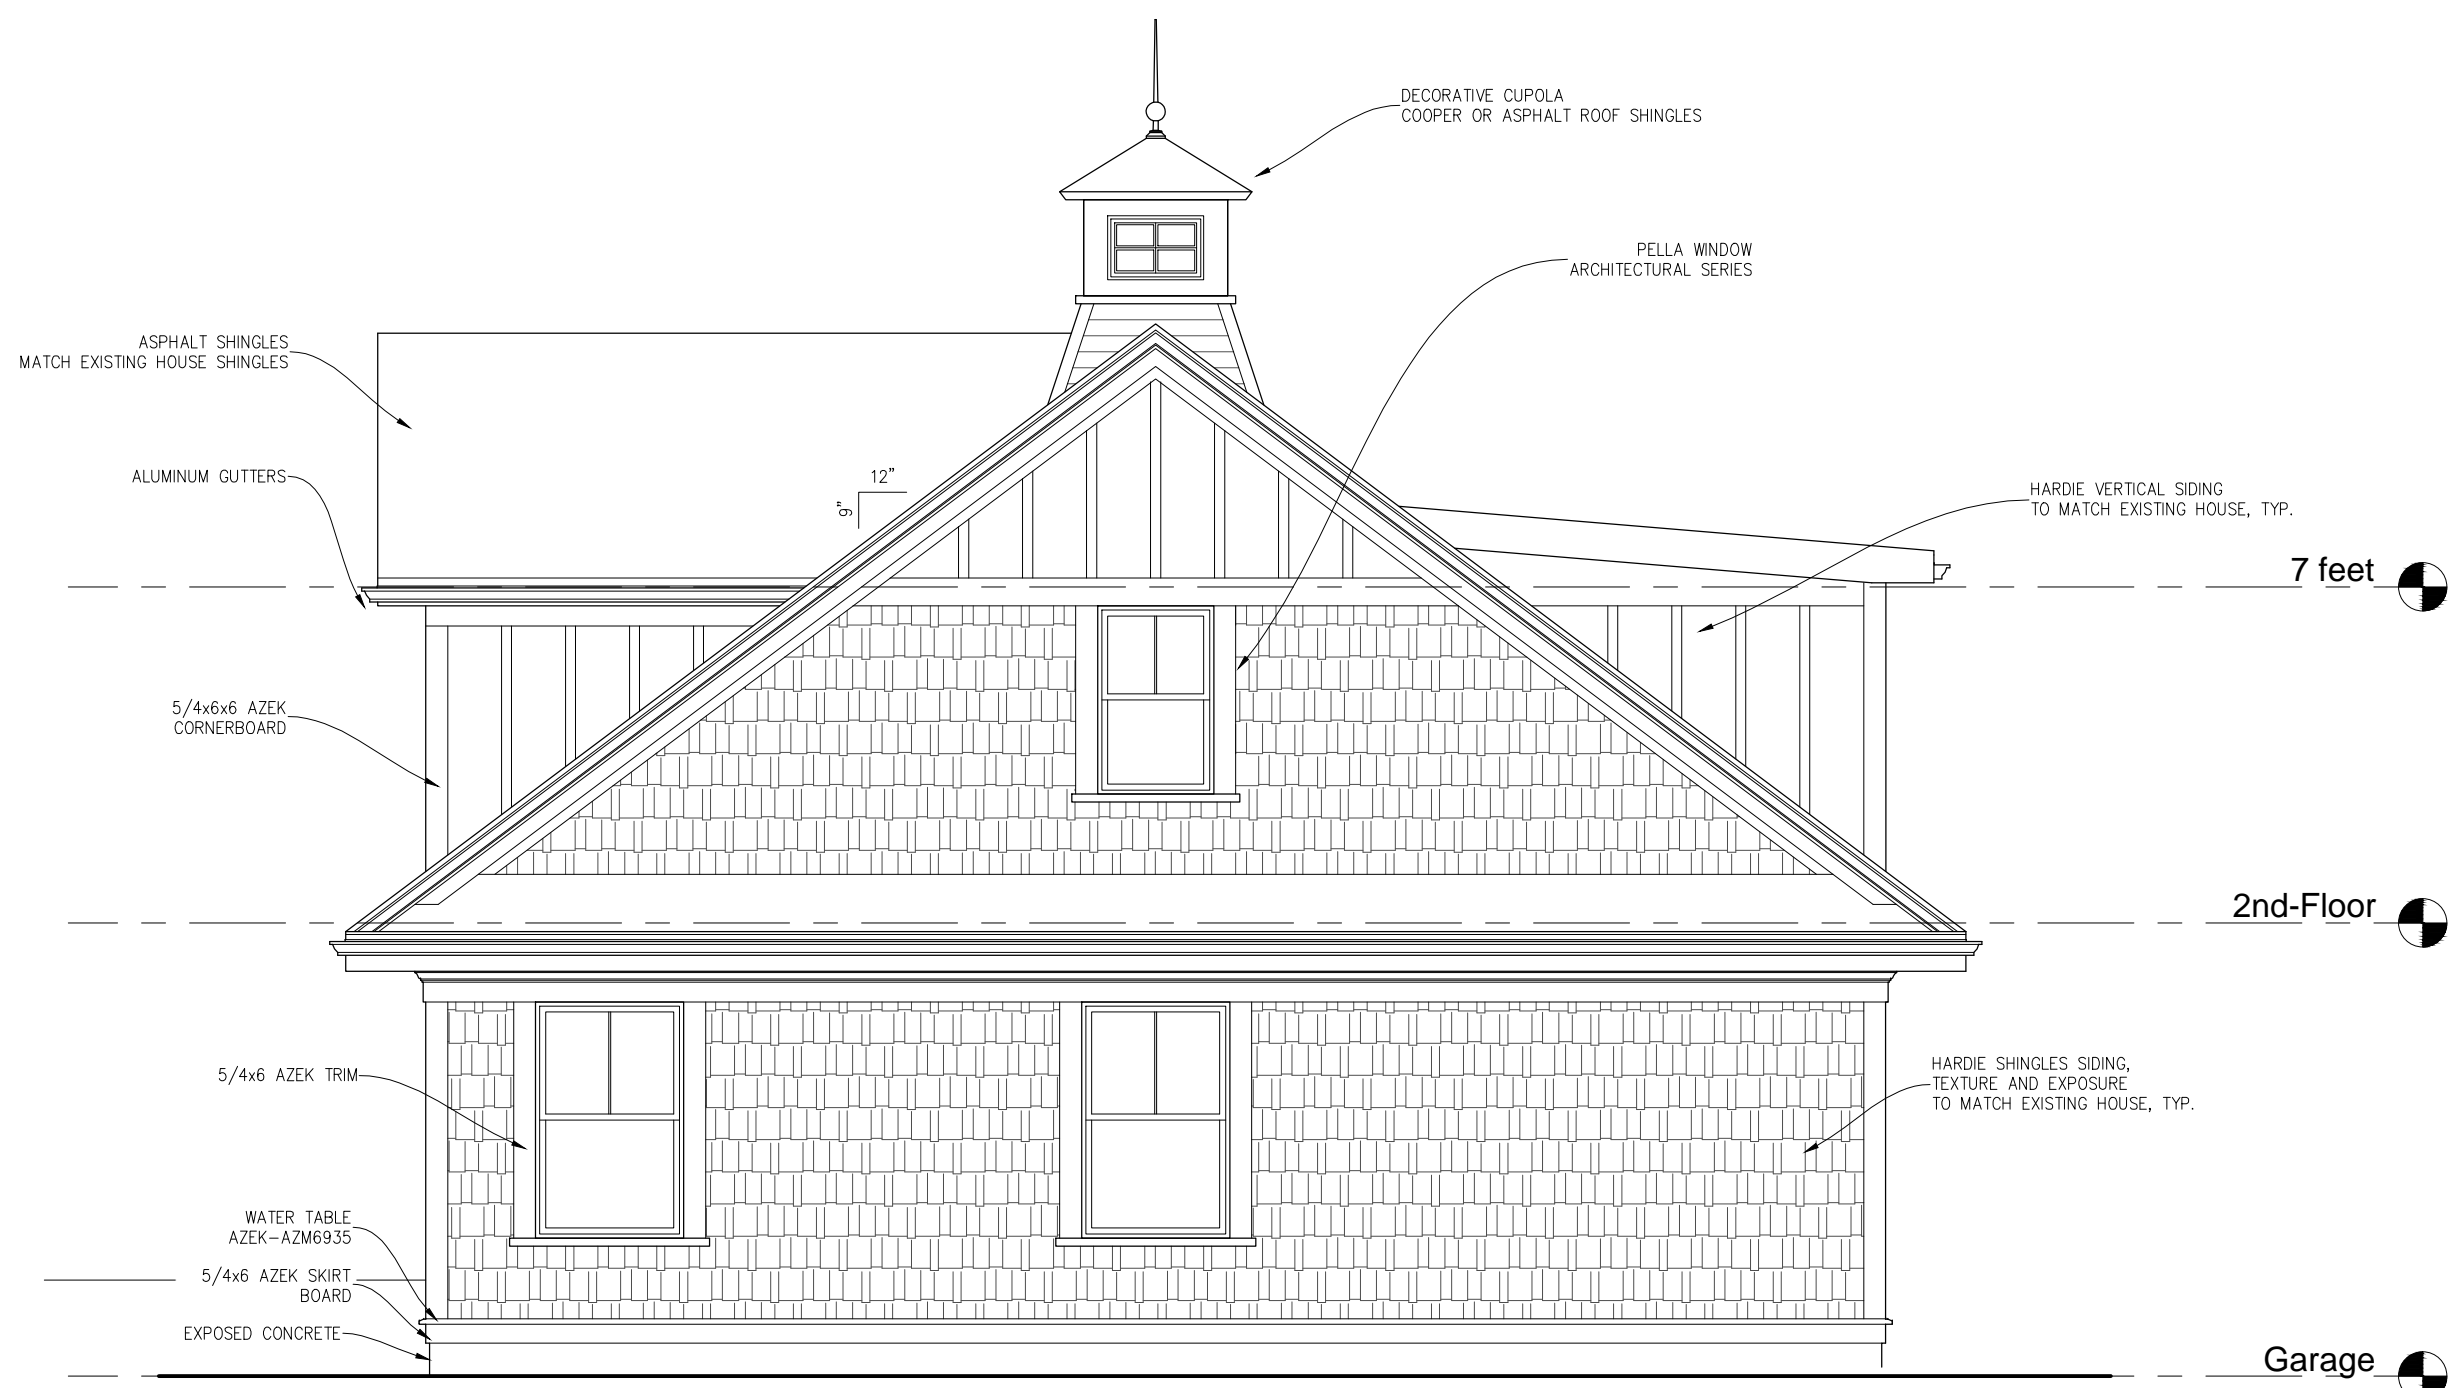 DECORATIVE CUPOLA
COOPER OR ASPHALT ROOF SHINGLES
PELLA WINDOW
ARCHITECTURAL SERIES
ASPHALT SHINGLES
MATCH EXISTING HOUSE SHINGLES
ALUMINUM GUTTERS
12"
9"
HARDIE VERTICAL SIDING
TO MATCH EXISTING HOUSE, TYP.
7 feet
5/4x6x6 AZEK
CORNERBOARD
2nd-Floor
5/4x6 AZEK TRIM
HARDIE SHINGLES SIDING,
TEXTURE AND EXPOSURE
TO MATCH EXISTING HOUSE, TYP.
WATER TABLE
AZEK-AZM6935
5/4x6 AZEK SKIRT
BOARD
EXPOSED CONCRETE
Garage